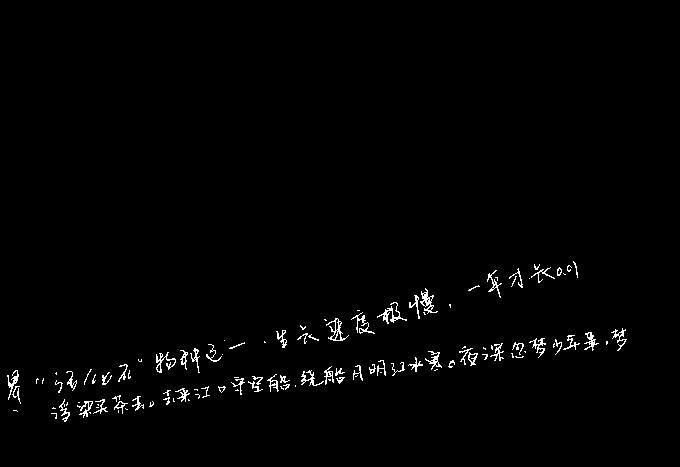 是“活化石”物种之一.生长速度极慢,一年才长0.01
浮梁买茶去。去来江口守空船,绕船月明江水寒。夜深忽梦少年事,梦